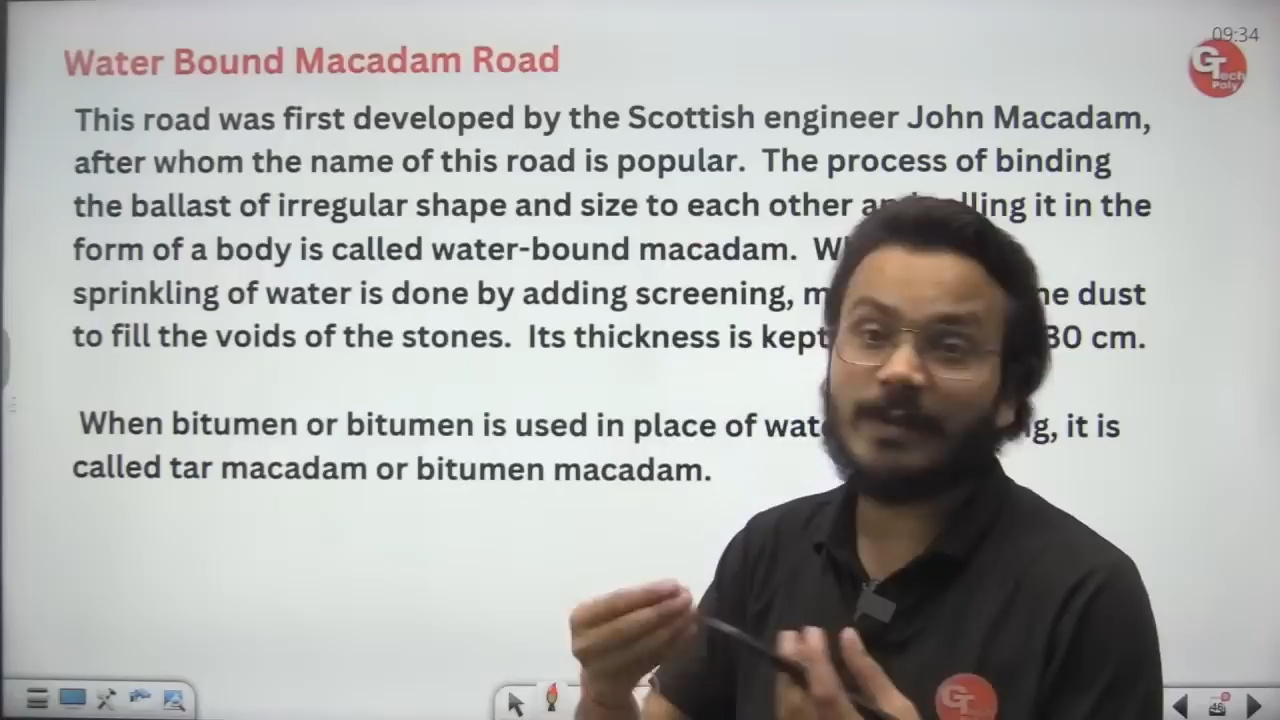 09:34
GTech
Poly
Water Bound Macadam Road
This road was first developed by the Scottish engineer John Macadam,
after whom the name of this road is popular. The process of binding
the ballast of irregular shape and size to each other it in the
form of a body is called water-bound macadam.
sprinkling of water is done by adding screening, dust
to fill the voids of the stones. Its thickness is kept 30 cm.
When bitumen or bitumen is used in place of it is
called tar macadam or bitumen macadam.
GT
46